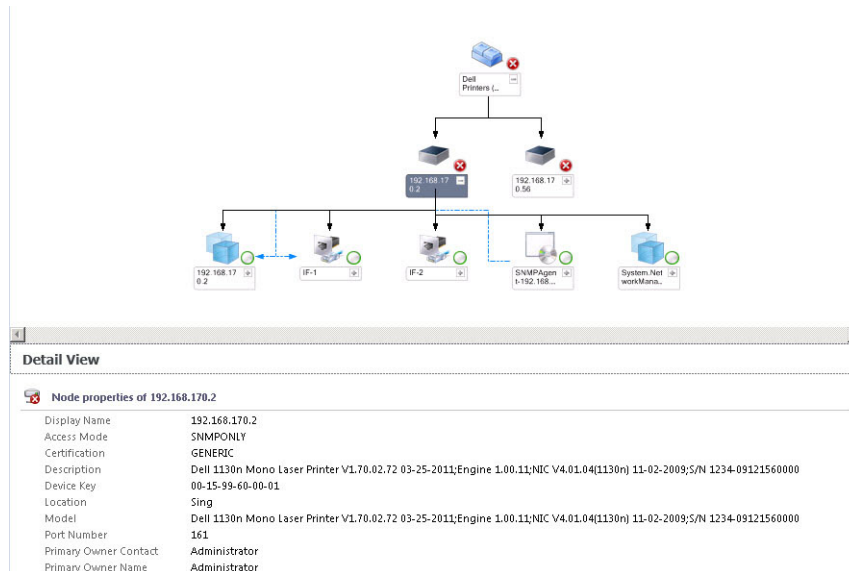 Dell
Printers (...
192.168.17
0.2
192.168.17
0.56
192.168.17
0.2
IF-1
IF-2
SNMPAgen
t-192.168...
System.Net
workMana..
Detail View
Node properties of 192.168.170.2
Display Name 192.168.170.2
Access Mode SNMPONLY
Certification GENERIC
Description Dell 1130n Mono Laser Printer V1.70.02.72 03-25-2011;Engine 1.00.11;NIC V4.01.04(1130n) 11-02-2009;S/N 1234-09121560000
Device Key 00-15-99-60-00-01
Location Sing
Model Dell 1130n Mono Laser Printer V1.70.02.72 03-25-2011;Engine 1.00.11;NIC V4.01.04(1130n) 11-02-2009;S/N 1234-09121560000
Port Number 161
Primary Owner Contact Administrator
Primary Owner Name Administrator